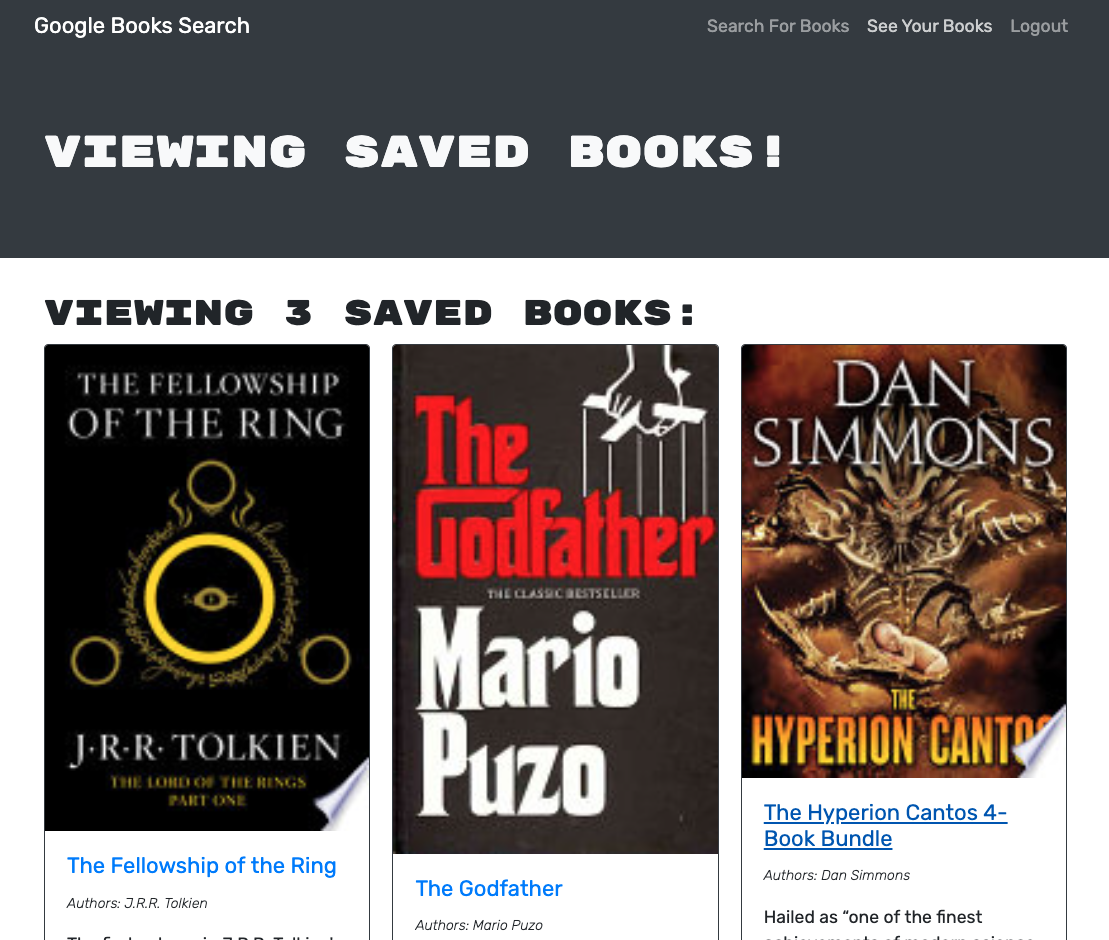 Google Books Search
Search For Books See Your Books Logout
VIEWING SAVED BOOKS!
VIEWING 3 SAVED BOOKS:
THE FELLOWSHIP
OF THE RING
J·R·R·TOLKIEN
THE LORD OF THE RINGS
PART ONE
The Fellowship of the Ring
Authors: J.R.R. Tolkien
The
Godfather
THE CLASSIC BESTSELLER
Mario
Puzo
The Godfather
Authors: Mario Puzo
DAN
SIMMONS
THE
HYPERION CANTOS
The Hyperion Cantos 4-
Book Bundle
Authors: Dan Simmons
Hailed as “one of the finest